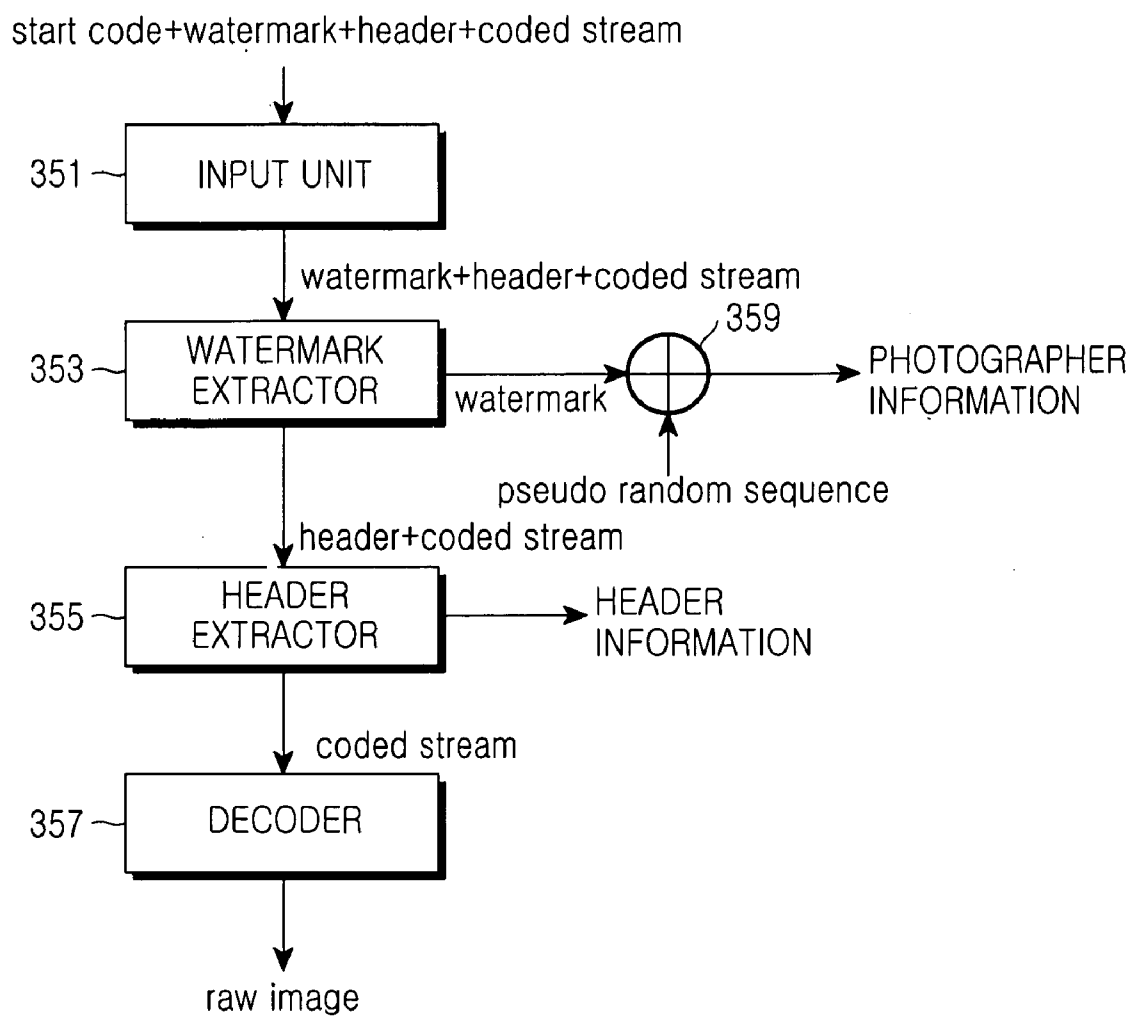 start code+watermark+header+coded stream
351
INPUT UNIT
watermark+header+coded stream
359
353
WATERMARK
EXTRACTOR
watermark
PHOTOGRAPHER
INFORMATION
pseudo random sequence
header+coded stream
355
HEADER
EXTRACTOR
HEADER
INFORMATION
coded stream
357
DECODER
raw image